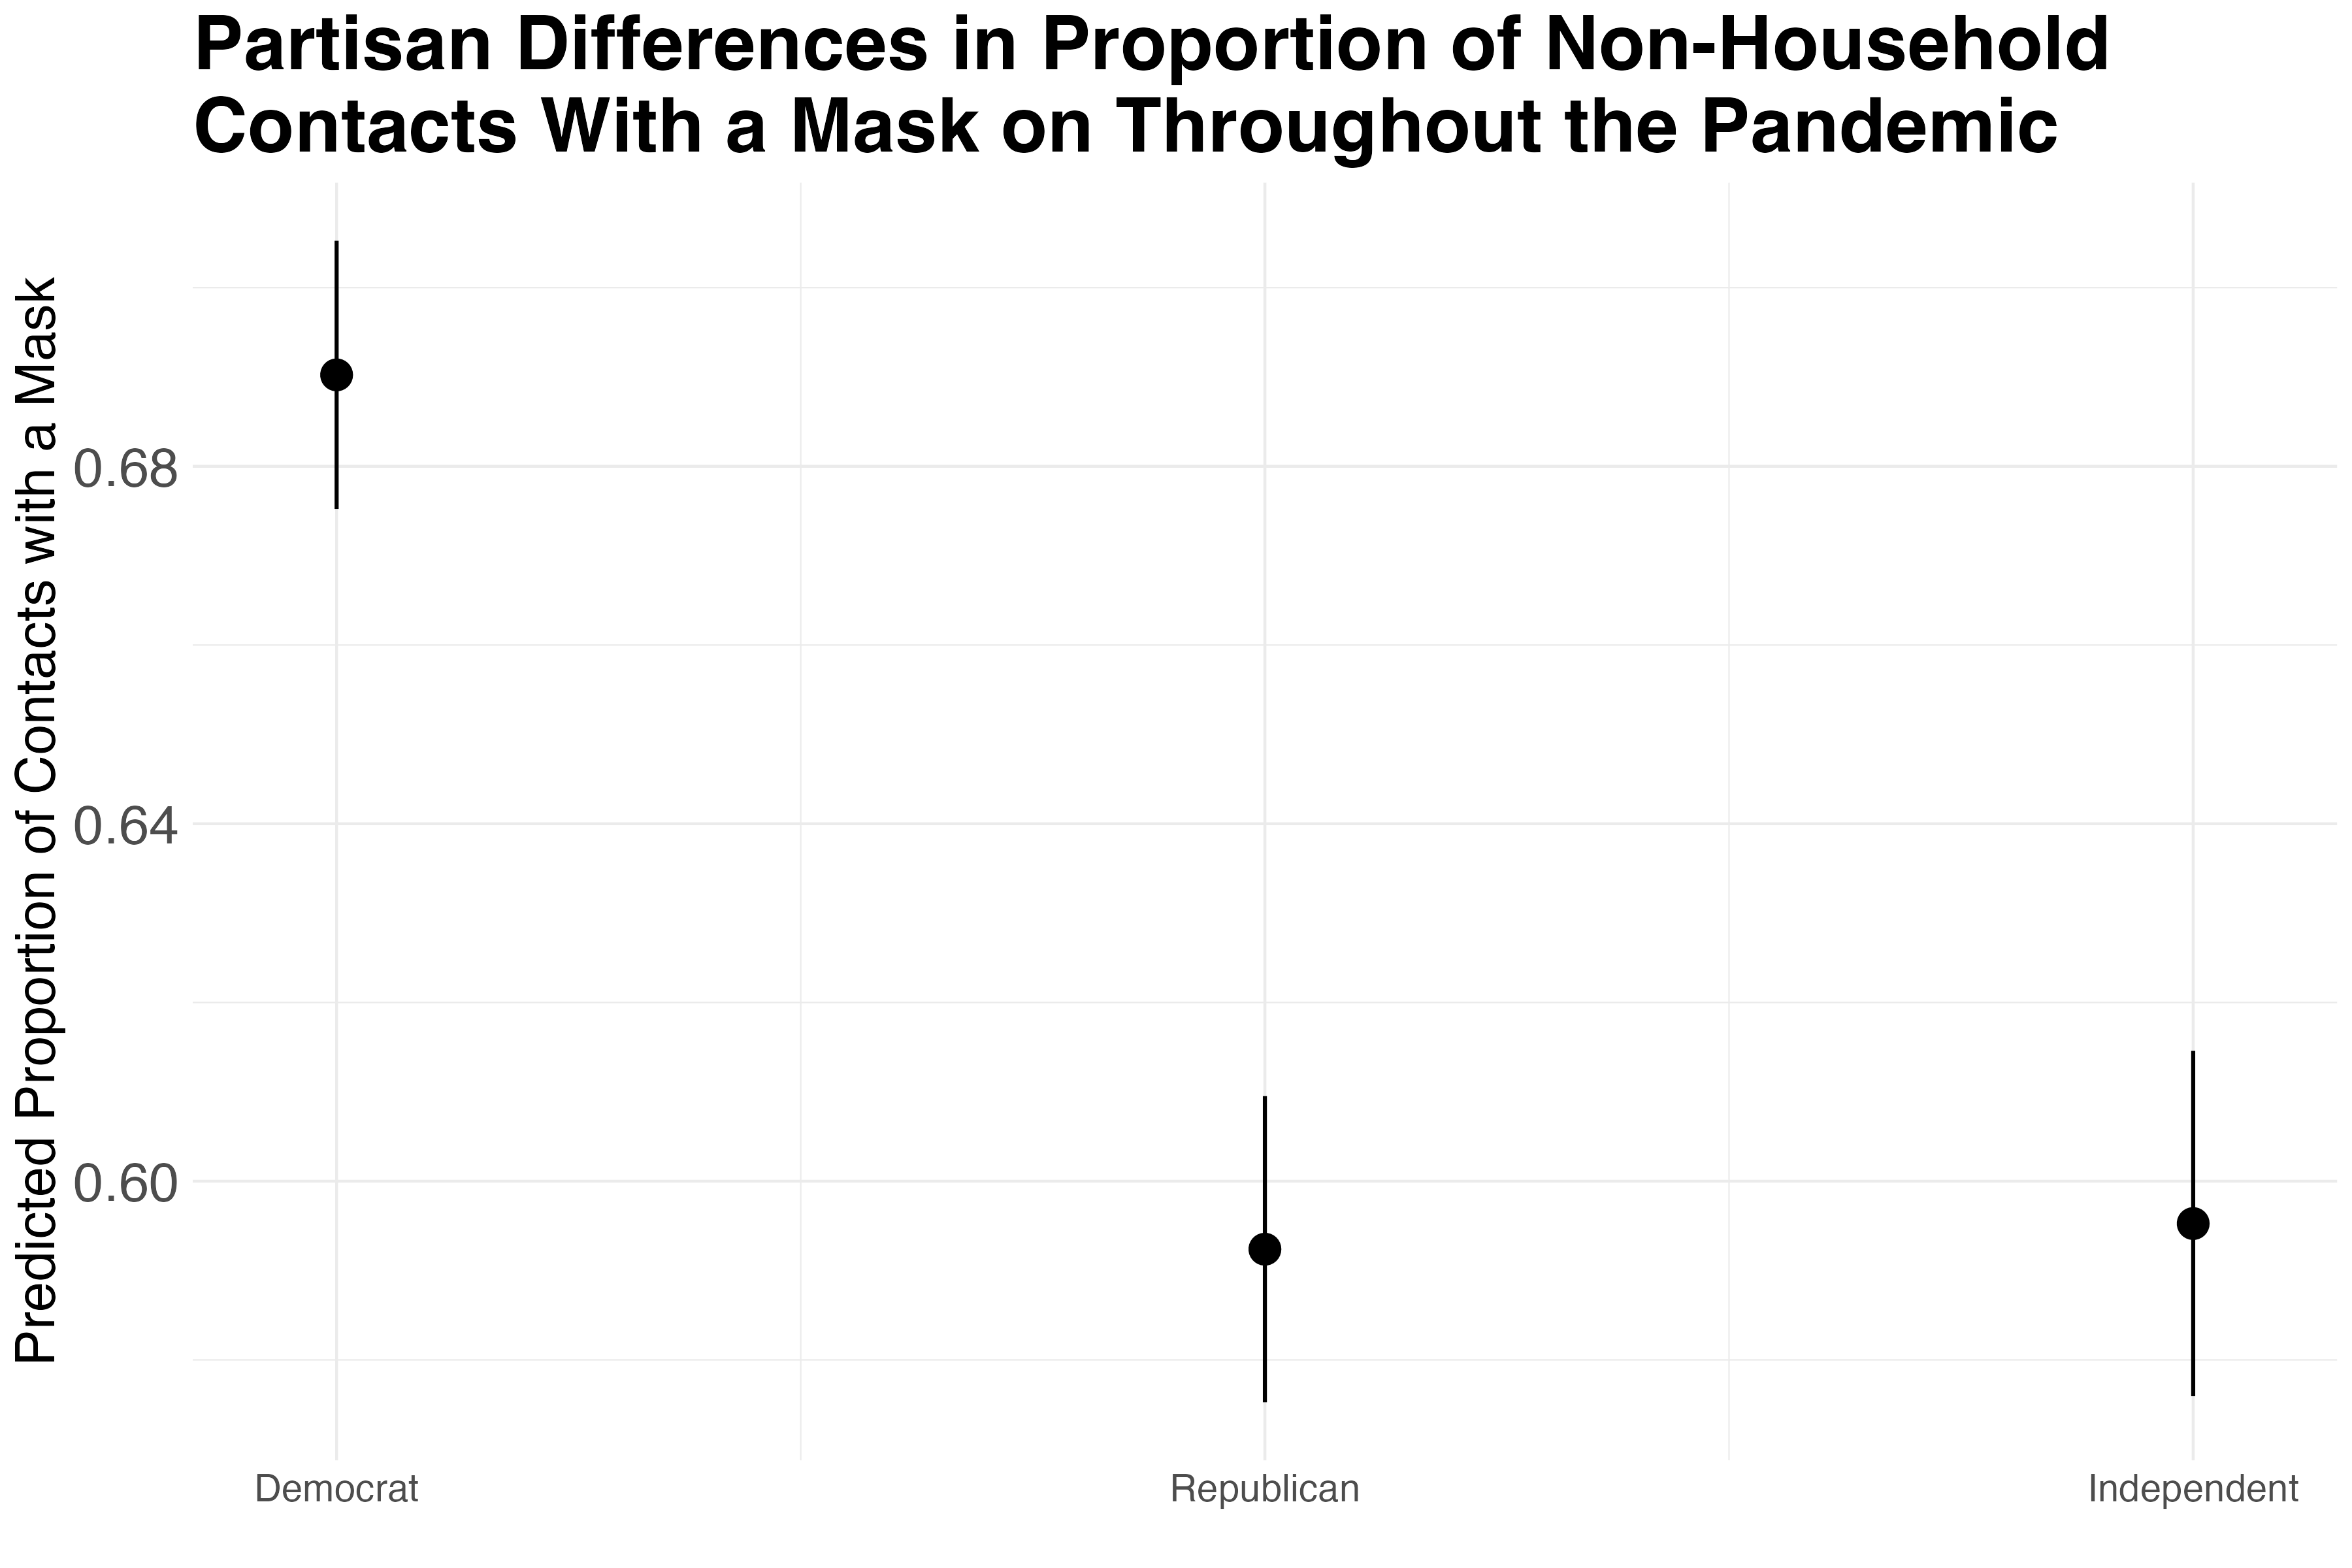 Partisan Differences in Proportion of Non-Household
Contacts With a Mask on Throughout the Pandemic
Predicted Proportion of Contacts with a Mask
0.68
0.64
0.60
Democrat
Republican
Independent